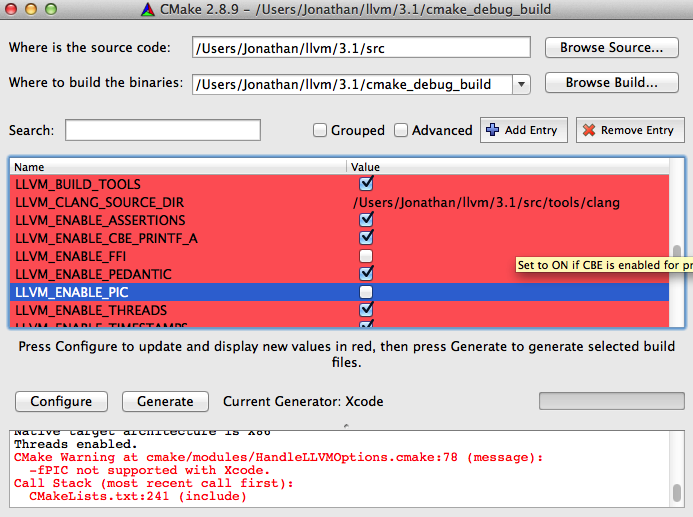 CMake 2.8.9 - /Users/Jonathan/llvm/3.1/cmake_debug_build
Where is the source code: /Users/Jonathan/llvm/3.1/src Browse Source...
Where to build the binaries: /Users/Jonathan/llvm/3.1/cmake_debug_build Browse Build...
Search: Grouped Advanced Add Entry Remove Entry
Name Value
LLVM_BUILD_TOOLS
LLVM_CLANG_SOURCE_DIR /Users/Jonathan/llvm/3.1/src/tools/clang
LLVM_ENABLE_ASSERTIONS
LLVM_ENABLE_CBE_PRINTF_A
LLVM_ENABLE_FFI
Set to ON if CBE is enabled for pr
LLVM_ENABLE_PEDANTIC
LLVM_ENABLE_PIC
LLVM_ENABLE_THREADS
LLVM_ENABLE_TIMESTAMPS
Press Configure to update and display new values in red, then press Generate to generate selected build
files.
Configure Generate Current Generator: Xcode
Native target architecture is X86
Threads enabled.
CMake Warning at cmake/modules/HandleLLVMOptions.cmake:78 (message):
-fPIC not supported with Xcode.
Call Stack (most recent call first):
CMakeLists.txt:241 (include)